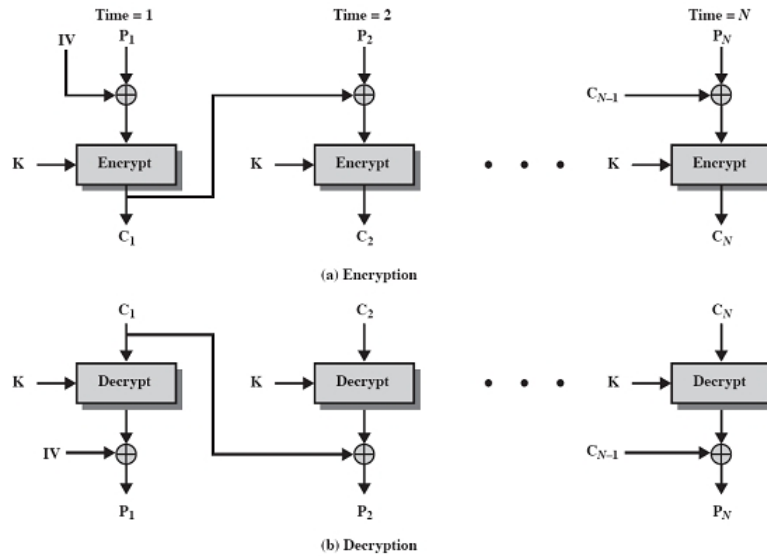 Time = 1 Time = 2 Time = N
IV P1 P2 PN
CN–1
K Encrypt K Encrypt • • • K Encrypt
C1 C2 CN
(a) Encryption
C1 C2 CN
K Decrypt K Decrypt • • • K Decrypt
IV CN–1
P1 P2 PN
(b) Decryption